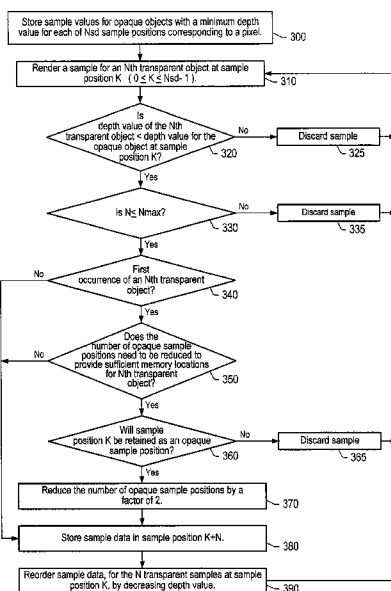 Store sample values for opaque objects with a minimum depth
value for each of Nsd sample positions corresponding to a pixel.
300
Render a sample for an Nth transparent object at sample
position K ( 0 ≤ K ≤ Nsd- 1 ).
310
Is
depth value of the Nth
transparent object < depth value for the
opaque object at sample
position K?
320
No
Discard sample
325
Yes
Is N≤ Nmax?
330
No
Discard sample
335
Yes
No
First
occurrence of an Nth transparent
object?
340
Yes
No
Does the
number of opaque sample
positions need to be reduced to
provide sufficient memory locations
for Nth transparent
object?
350
Yes
Will sample
position K be retained as an opaque
sample position?
360
No
Discard sample
365
Yes
Reduce the number of opaque sample positions by a
factor of 2.
370
Store sample data in sample position K+N.
380
Reorder sample data, for the N transparent samples at sample
position K, by decreasing depth value.
390